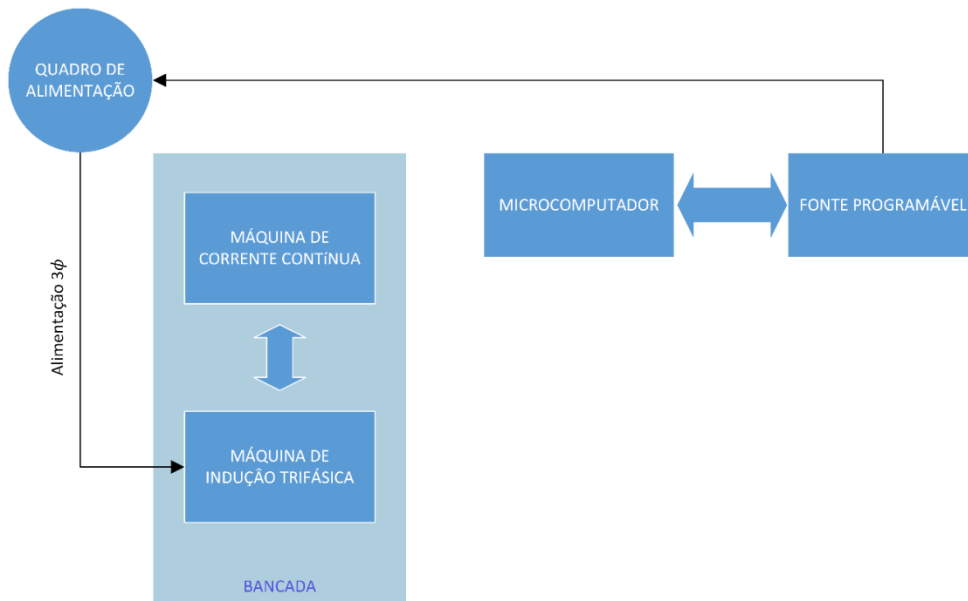 QUADRO DE
ALIMENTAÇÃO
MICROCOMPUTADOR
FONTE PROGRAMÁVEL
MÁQUINA DE
CORRENTE CONTíNUA
Alimentação 3ϕ
MÁQUINA DE
INDUÇÃO TRIFÁSICA
BANCADA